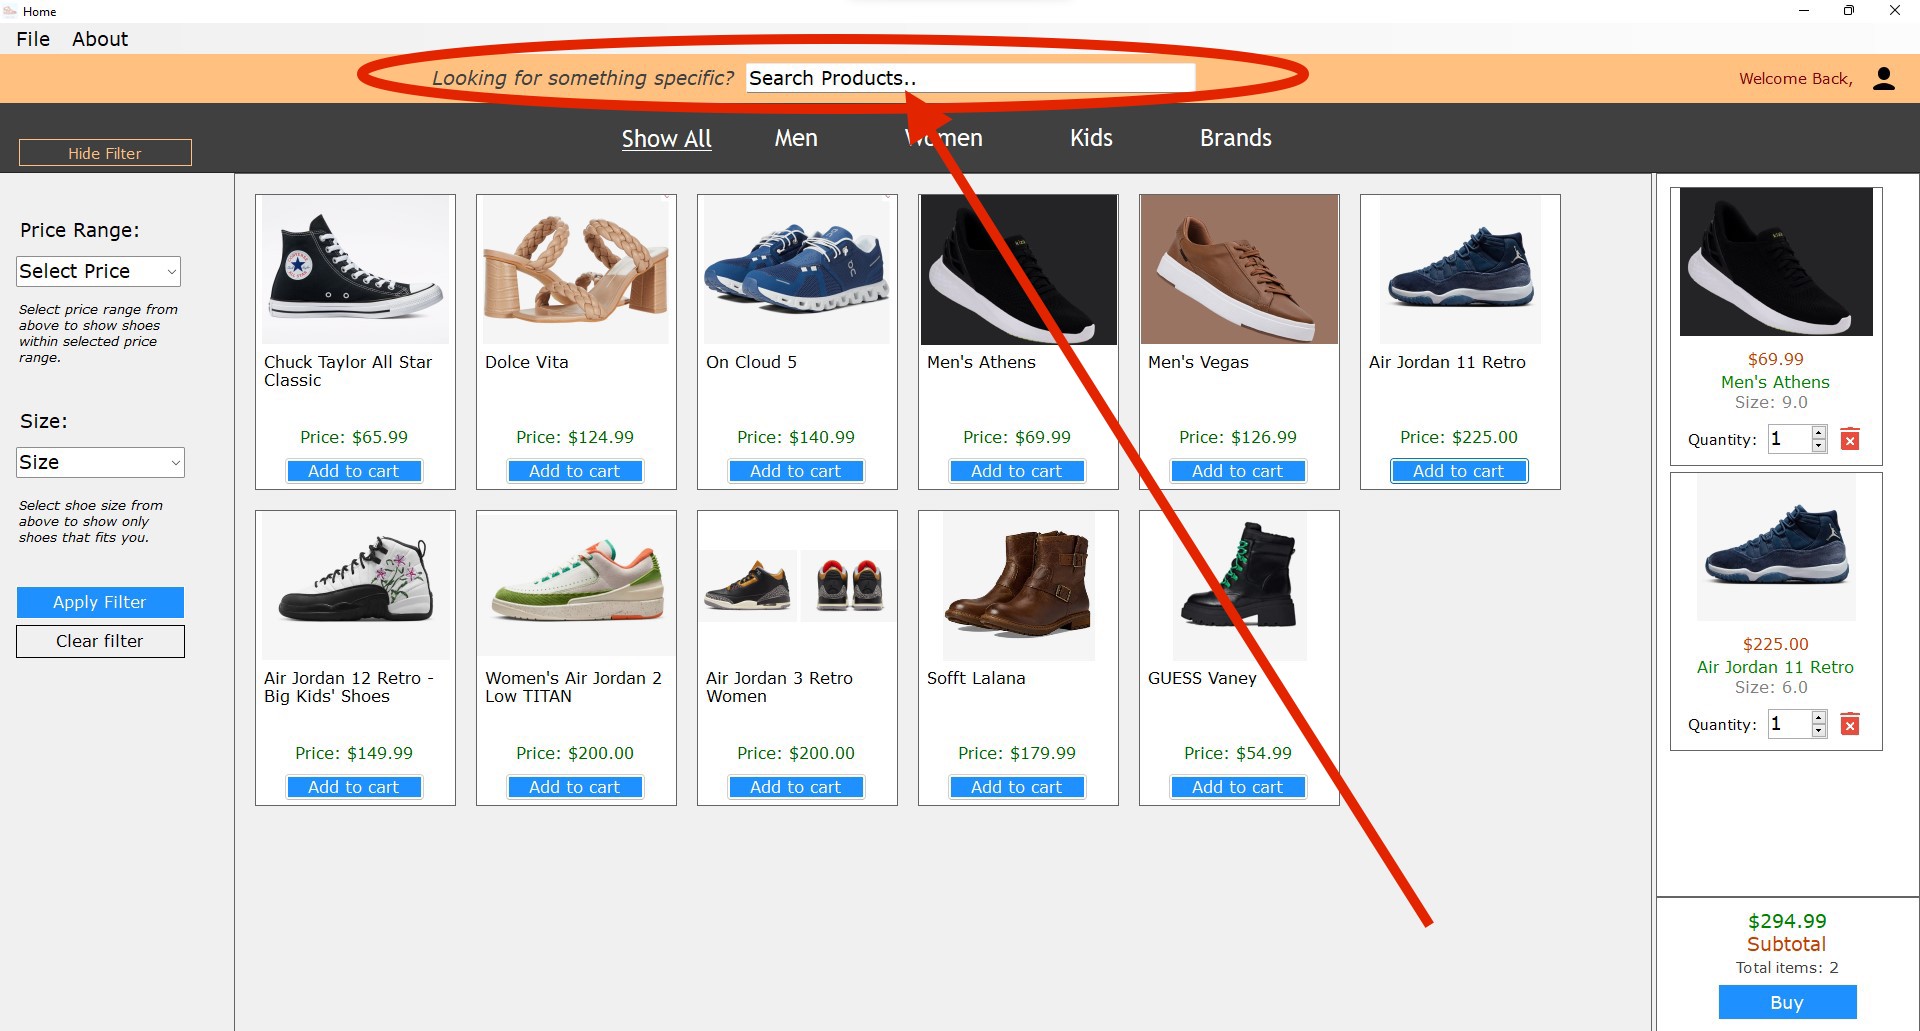 Home
File About
Looking for something specific? Search Products..
Welcome Back,
Hide Filter
Show All Men Women Kids Brands
Price Range:
Select Price
Select price range from
above to show shoes
within selected price
range.
Size:
Size
Select shoe size from
above to show only
shoes that fits you.
Apply Filter
Clear filter
Chuck Taylor All Star
Classic
Price: $65.99
Add to cart
Dolce Vita
Price: $124.99
Add to cart
On Cloud 5
Price: $140.99
Add to cart
Men's Athens
Price: $69.99
Add to cart
Men's Vegas
Price: $126.99
Add to cart
Air Jordan 11 Retro
Price: $225.00
Add to cart
Air Jordan 12 Retro -
Big Kids' Shoes
Price: $149.99
Add to cart
Women's Air Jordan 2
Low TITAN
Price: $200.00
Add to cart
Air Jordan 3 Retro
Women
Price: $200.00
Add to cart
Sofft Lalana
Price: $179.99
Add to cart
GUESS Vaney
Price: $54.99
Add to cart
$69.99
Men's Athens
Size: 9.0
Quantity: 1
$225.00
Air Jordan 11 Retro
Size: 6.0
Quantity: 1
$294.99
Subtotal
Total items: 2
Buy